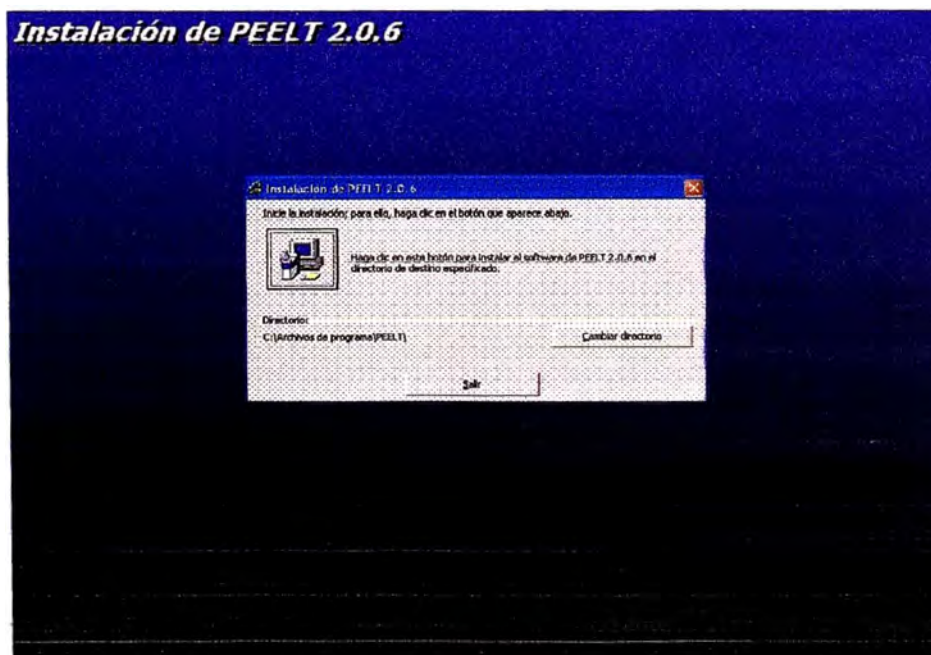 Instalación de PEELT 2.0.6
Instalación de PEELT 2.0.6
Inicie la instalación; para ello, haga clic en el botón que aparece abajo.
Haga clic en este botón para instalar el software de PEELT 2.0.6 en el
directorio de destino especificado.
Directorio:
C:\Archivos de programa\PEELT\
Cambiar directorio
Salir